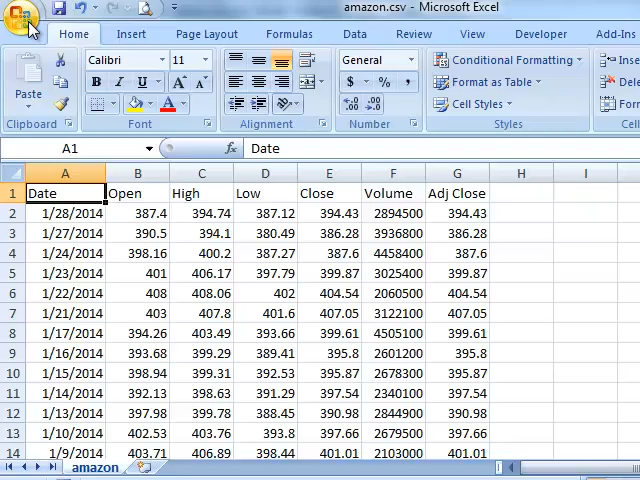 amazon.csv - Microsoft Excel
Home Insert Page Layout Formulas Data Review View Developer Add-Ins
Calibri 11 General Conditional Formatting
B I U $ % , Format as Table
Paste Cell Styles
Clipboard Font Alignment Number Styles
A1 fx Date
A B C D E F G H I
1 Date Open High Low Close Volume Adj Close
2 1/28/2014 387.4 394.74 387.12 394.43 2894500 394.43
3 1/27/2014 390.5 394.1 380.49 386.28 3936800 386.28
4 1/24/2014 398.16 400.2 387.27 387.6 4458400 387.6
5 1/23/2014 401 406.17 397.79 399.87 3025400 399.87
6 1/22/2014 408 408.06 402 404.54 2060500 404.54
7 1/21/2014 403 407.8 401.6 407.05 3122100 407.05
8 1/17/2014 394.26 403.49 393.66 399.61 4505100 399.61
9 1/16/2014 393.68 399.29 389.41 395.8 2601200 395.8
10 1/15/2014 398.94 399.31 392.53 395.87 2678300 395.87
11 1/14/2014 392.13 398.63 391.29 397.54 2340100 397.54
12 1/13/2014 397.98 399.78 388.45 390.98 2844900 390.98
13 1/10/2014 402.53 403.76 393.8 397.66 2679500 397.66
14 1/9/2014 403.71 406.89 398.44 401.01 2103000 401.01
amazon